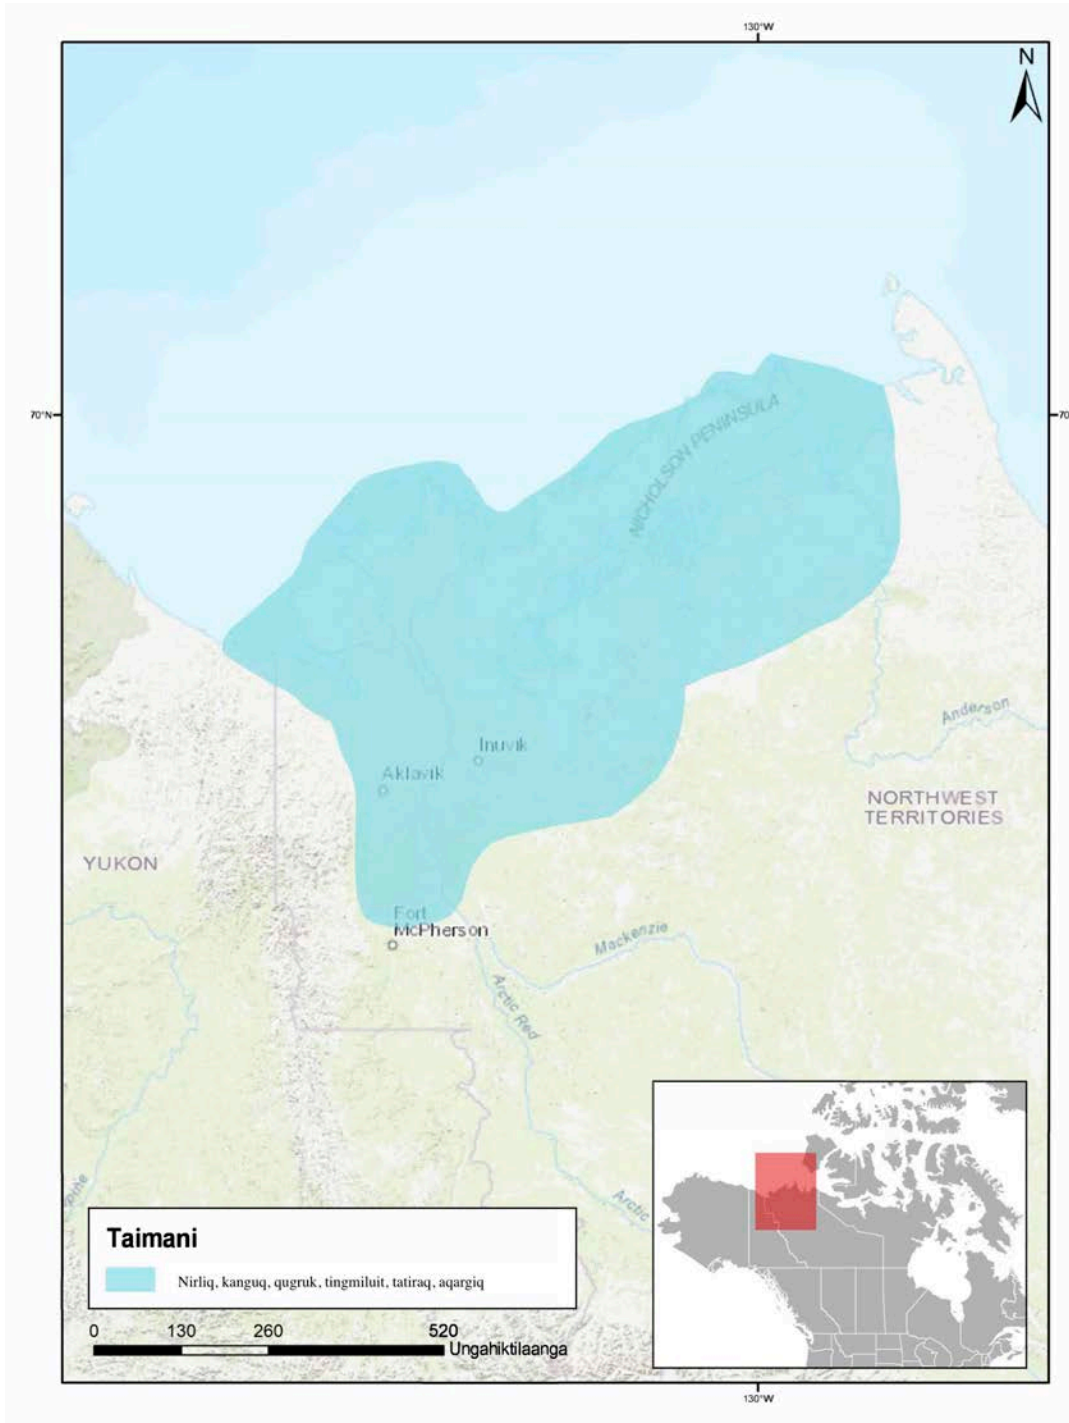 130°W
N
70°N
70
NICHOLSON PENINSULA
Inuvik
Aklavik
Anderson
NORTHWEST
TERRITORIES
YUKON
Fort
McPherson
Mackenzie
Arctic Red
Arctic
Taimani
Nirliq, kanguq, qugruk, tingmiluit, tatiraq, aqargiq
0 130 260 520
Ungahiktilaanga
130°W